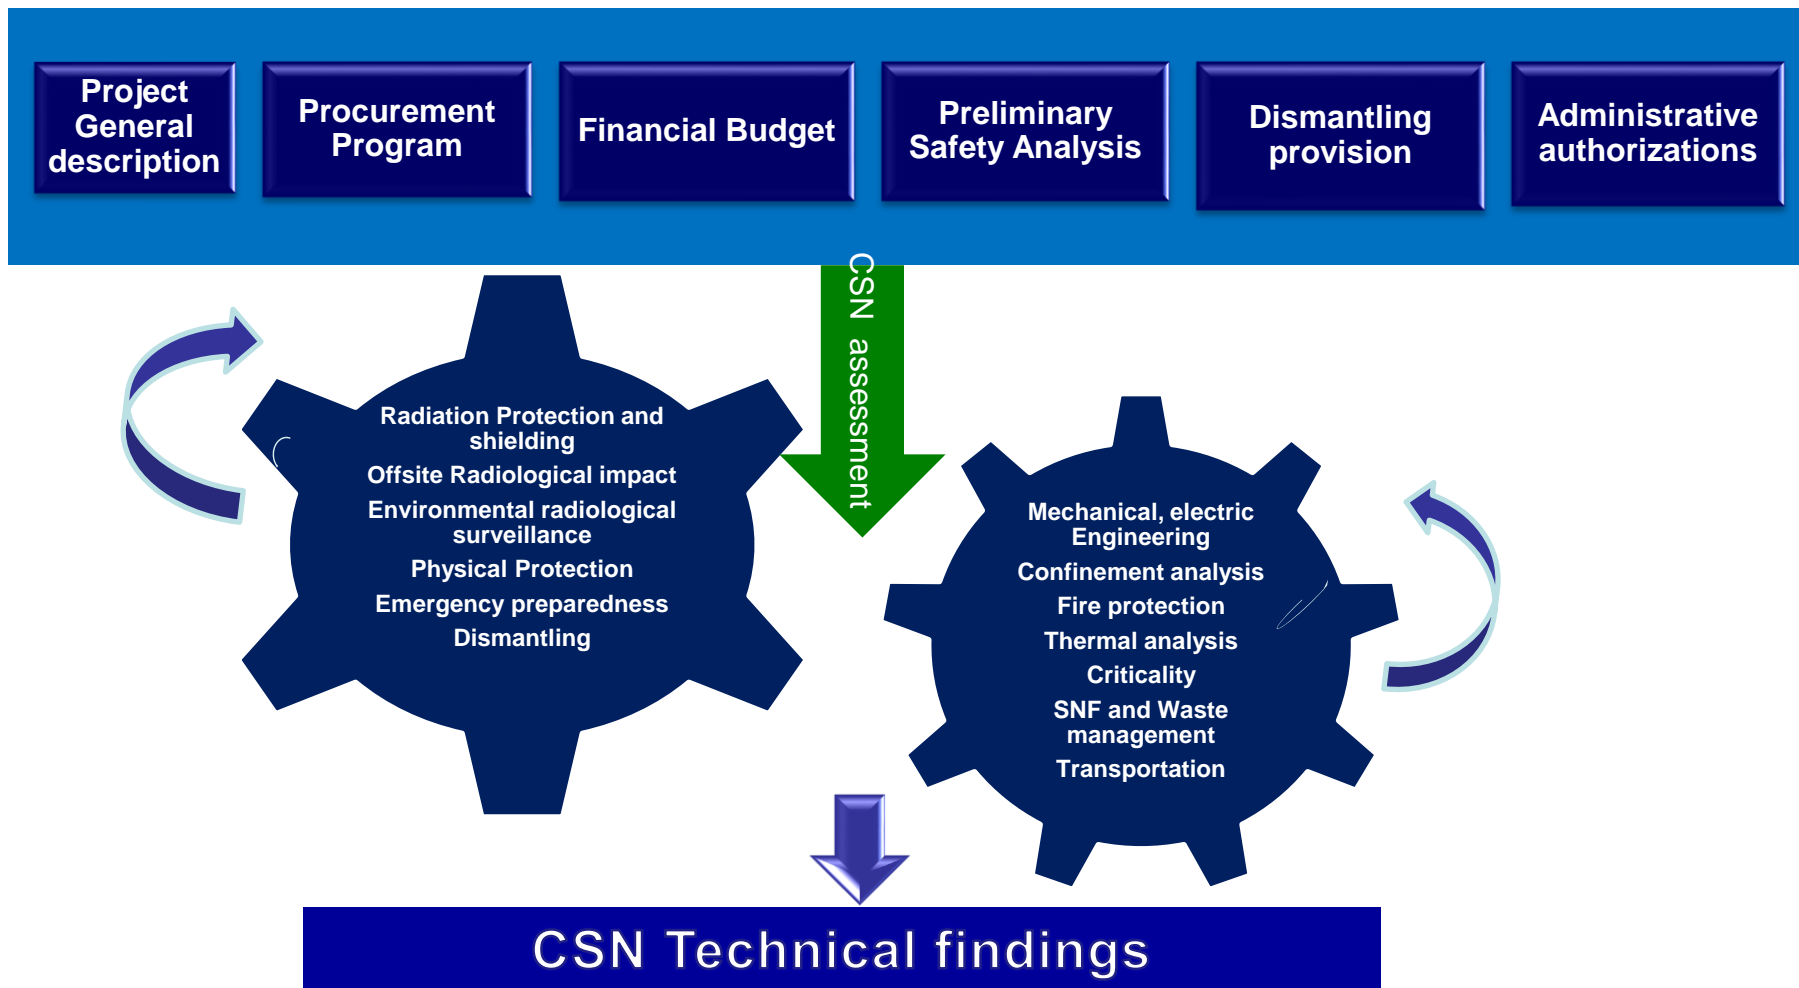 Project
General
description
Procurement
Program
Financial Budget
Preliminary
Safety Analysis
Dismantling
provision
Administrative
authorizations
CSN assessment
Radiation Protection and
shielding
Offsite Radiological impact
Environmental radiological
surveillance
Physical Protection
Emergency preparedness
Dismantling
Mechanical, electric
Engineering
Confinement analysis
Fire protection
Thermal analysis
Criticality
SNF and Waste
management
Transportation
CSN Technical findings